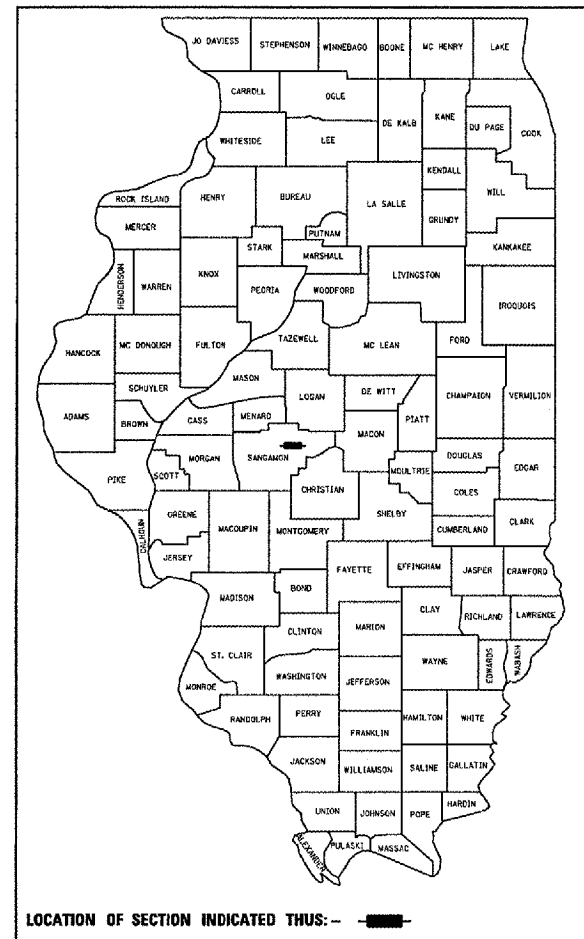 JO DAVIESS
STEPHENSON
WINNEBAGO
BOONE
MC HENRY
LAKE
CARROLL
OGLE
DE KALB
KANE
DU PAGE
COOK
WHITESIDE
LEE
KENDALL
WILL
ROCK ISLAND
HENRY
BUREAU
LA SALLE
GRUNDY
MERCER
PUTNAM
STARK
MARSHALL
KANKAKEE
HENDERSON
WARREN
KNOX
PEORIA
WOODFORD
LIVINGSTON
IROQUOIS
HANCOCK
MC DONOUGH
FULTON
TAZEWELL
MC LEAN
FORD
SCHUYLER
MASON
LOGAN
DE WITT
CHAMPAION
VERMILION
ADAMS
BROWN
CASS
MENARD
PIATT
MACON
MORGAN
SANGAMON
DOUGLAS
PIKE
SCOTT
CHRISTIAN
MOULTRIE
EDGAR
COLES
GREENE
MACOUPIN
MONTGOMERY
SHELBY
CUMBERLAND
CLARK
CALHOUN
JERSEY
FAYETTE
EFFINGHAM
JASPER
CRAWFORD
MADISON
BOND
CLAY
RICHLAND
LAWRENCE
CLINTON
MARION
ST. CLAIR
WAYNE
EDWARDS
WABASH
WASHINGTON
JEFFERSON
MONROE
RANDOLPH
PERRY
HAMILTON
WHITE
FRANKLIN
JACKSON
WILLIAMSON
SALINE
GALLATIN
UNION
JOHNSON
POPE
HARDIN
ALEXANDER
PULASKI
MASSAC
LOCATION OF SECTION INDICATED THUS:-